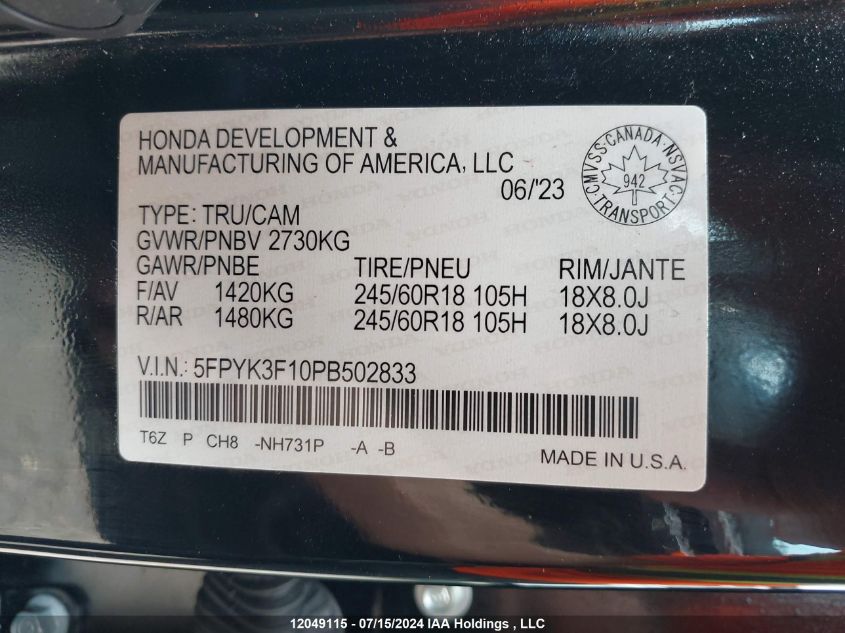 HONDA DEVELOPMENT &
MANUFACTURING OF AMERICA, LLC
06/'23
CMVSS·CANADA·NSVAC
942
TRANSPORT
TYPE: TRU/CAM
GVWR/PNBV 2730KG
GAWR/PNBE TIRE/PNEU RIM/JANTE
F/AV 1420KG 245/60R18 105H 18X8.0J
R/AR 1480KG 245/60R18 105H 18X8.0J
V.I.N.: 5FPYK3F10PB502833
T6Z P CH8 -NH731P -A -B
MADE IN U.S.A.
12049115 - 07/15/2024 IAA Holdings , LLC